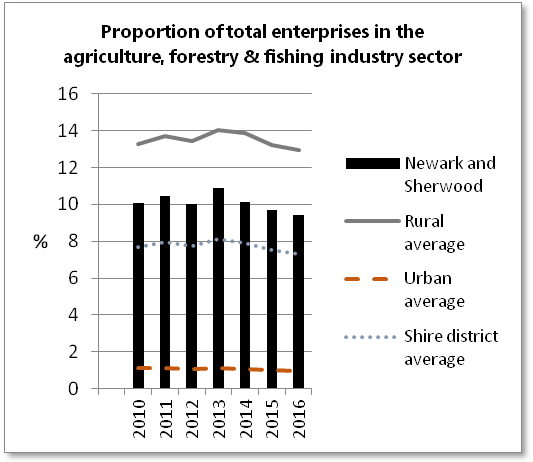 Proportion of total enterprises in the
agriculture, forestry & fishing industry sector
16
14
12
10
8
6
4
2
0
%
2010
2011
2012
2013
2014
2015
2016
Newark and
Sherwood
Rural
average
Urban
average
Shire district
average